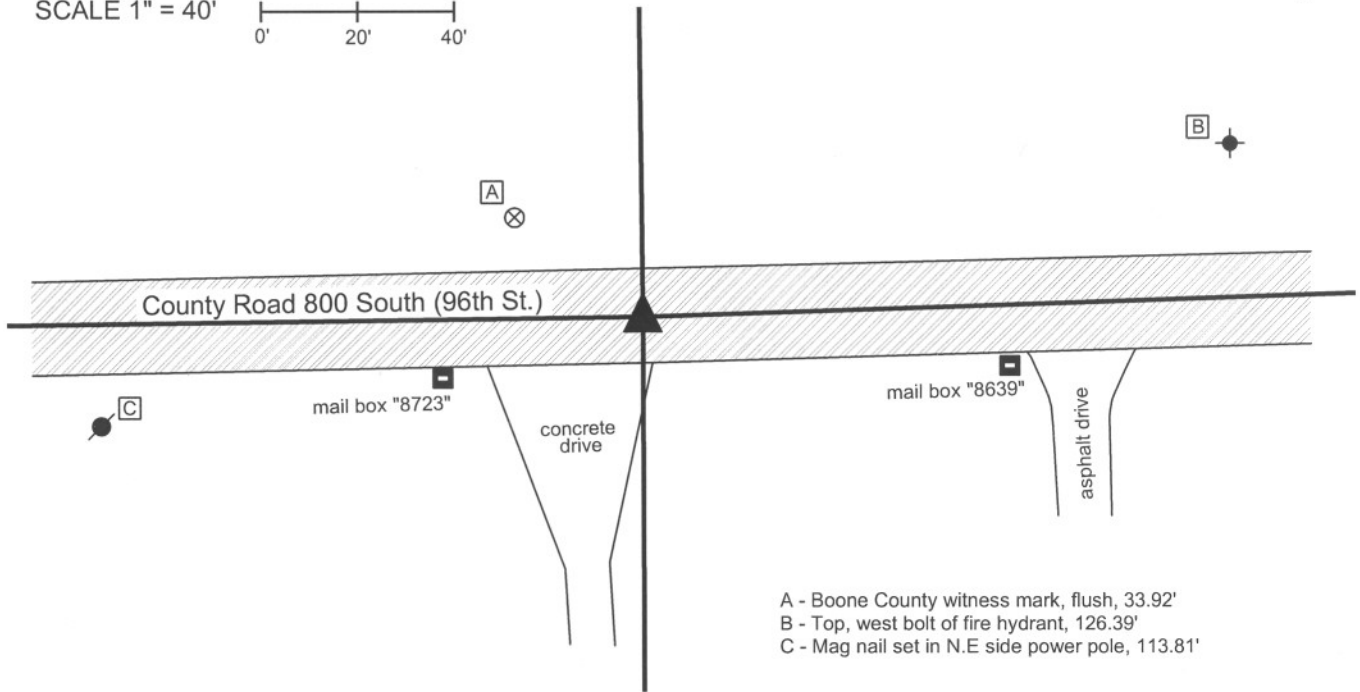 SCALE 1" = 40'
0' 20' 40'
B
A
County Road 800 South (96th St.)
C
mail box "8723"
mail box "8639"
concrete
drive
asphalt drive
A - Boone County witness mark, flush, 33.92'
B - Top, west bolt of fire hydrant, 126.39'
C - Mag nail set in N.E side power pole, 113.81'